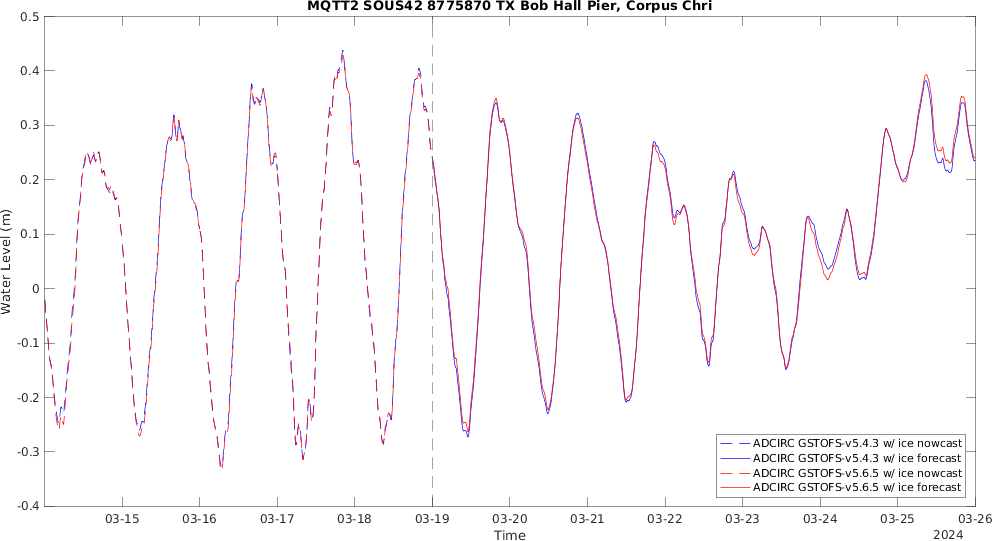 MQTT2 SOUS42 8775870 TX Bob Hall Pier, Corpus Chri
0.5
0.4
0.3
0.2
0.1
0
-0.1
-0.2
-0.3
-0.4
Water Level (m)
ADCIRC GSTOFS-v5.4.3 w/ ice nowcast
ADCIRC GSTOFS-v5.4.3 w/ ice forecast
ADCIRC GSTOFS-v5.6.5 w/ ice nowcast
ADCIRC GSTOFS-v5.6.5 w/ ice forecast
03-15 03-16 03-17 03-18 03-19 03-20 03-21 03-22 03-23 03-24 03-25 03-26
Time
2024